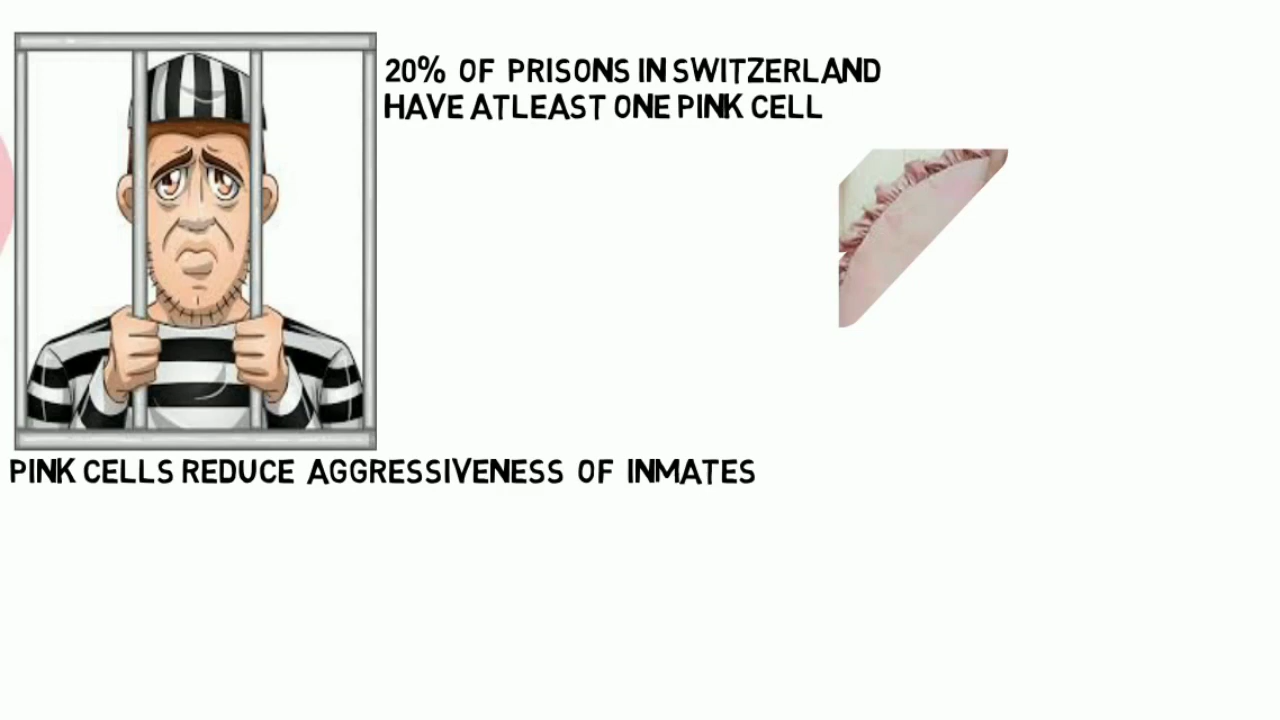 20% OF PRISONS IN SWITZERLAND
HAVE ATLEAST ONE PINK CELL
PINK CELLS REDUCE AGGRESSIVENESS OF INMATES